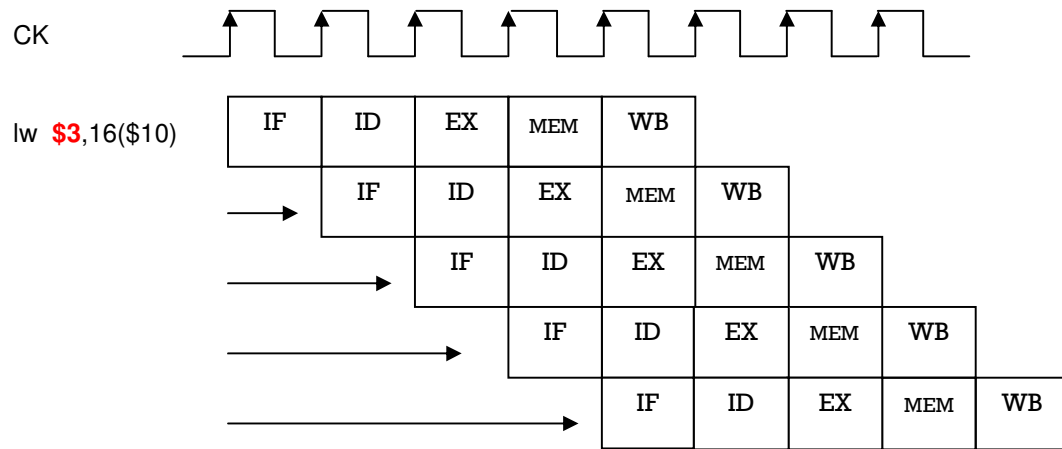 CK
lw $3,16($10)
IF ID EX MEM WB
IF ID EX MEM WB
IF ID EX MEM WB
IF ID EX MEM WB
IF ID EX MEM WB